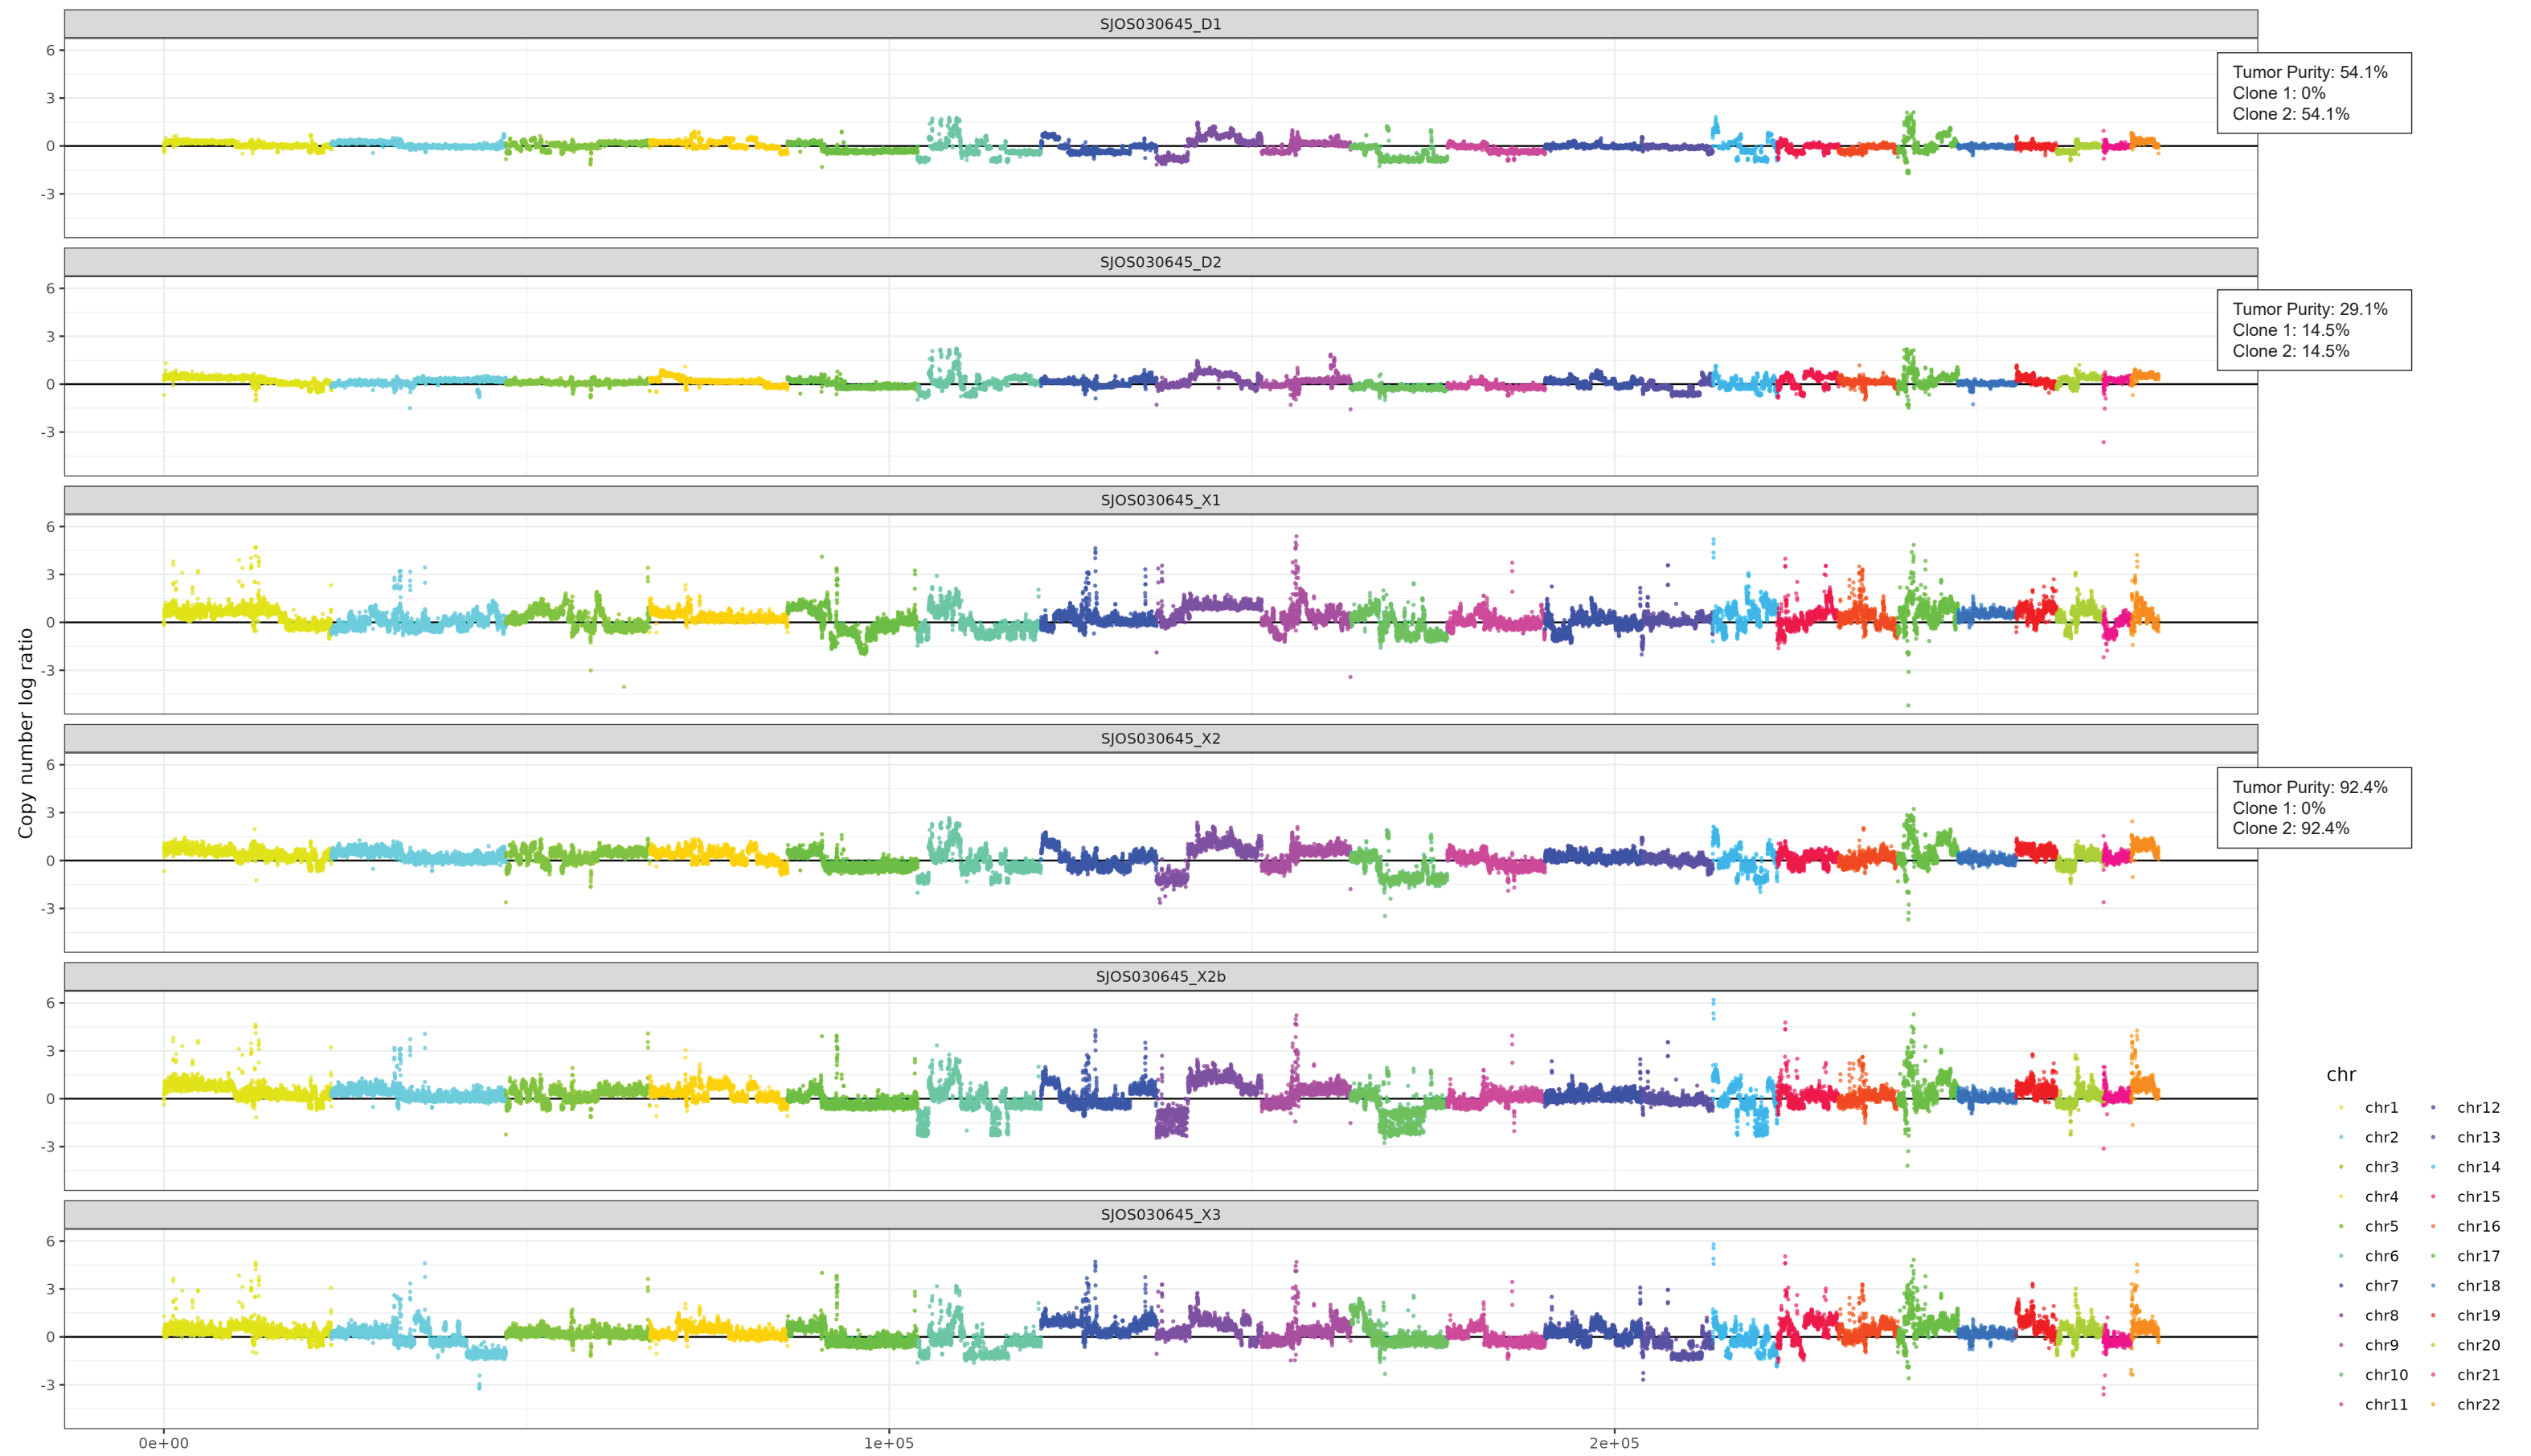 SJOS030645_D1
6
3
0
-3
Tumor Purity: 54.1%
Clone 1: 0%
Clone 2: 54.1%
SJOS030645_D2
6
3
0
-3
Tumor Purity: 29.1%
Clone 1: 14.5%
Clone 2: 14.5%
SJOS030645_X1
6
3
0
-3
Copy number log ratio
SJOS030645_X2
6
3
0
-3
Tumor Purity: 92.4%
Clone 1: 0%
Clone 2: 92.4%
SJOS030645_X2b
6
3
0
-3
SJOS030645_X3
6
3
0
-3
0e+00
1e+05
2e+05
chr
chr1
chr2
chr3
chr4
chr5
chr6
chr7
chr8
chr9
chr10
chr11
chr12
chr13
chr14
chr15
chr16
chr17
chr18
chr19
chr20
chr21
chr22